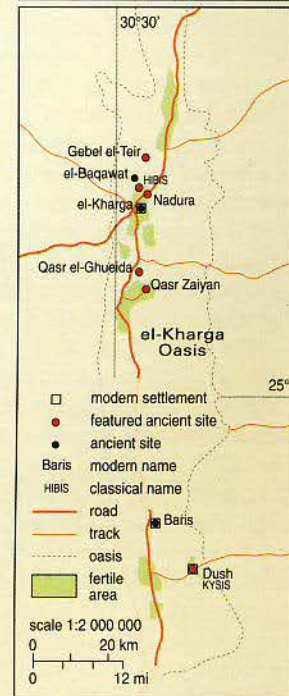 30°30'
Gebel el-Teir
el-Baqawat
HIBIS
el-Kharga
Nadura
Qasr el-Ghueida
Qasr Zaiyan
el-Kharga
Oasis
25°
modern settlement
featured ancient site
ancient site
Baris modern name
HIBIS classical name
road
track
oasis
fertile
area
Baris
Dush
KYSIS
scale 1:2 000 000
0 20 km
0 12 mi